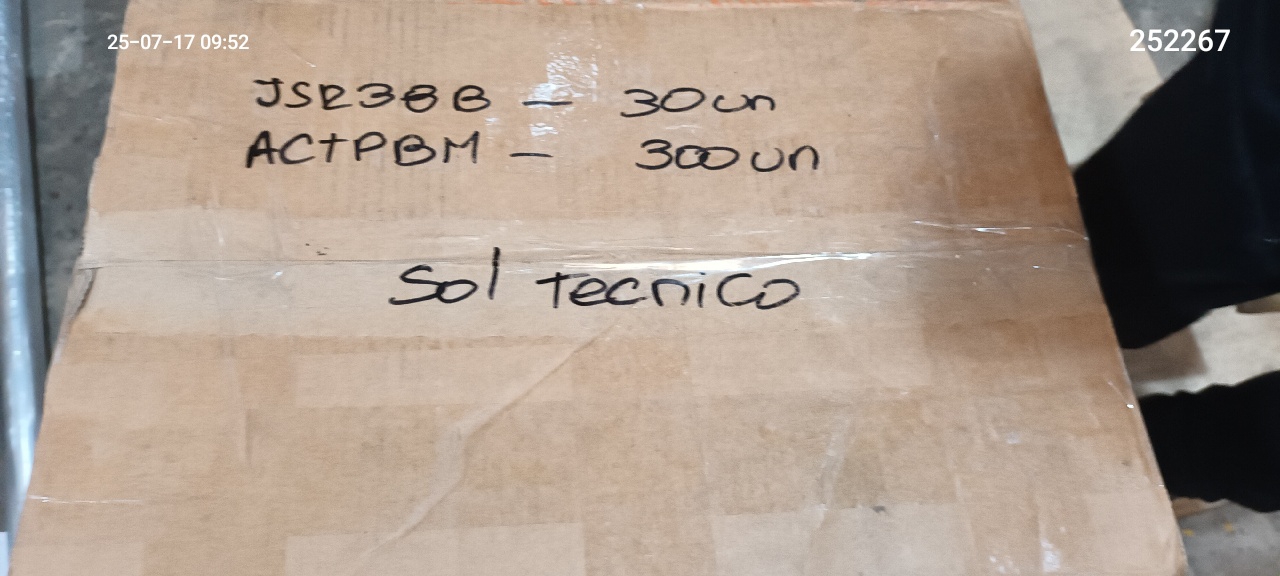 25-07-17 09:52
252267
JSR38B - 30un
ACTPBM - 300un
Sol tecnico